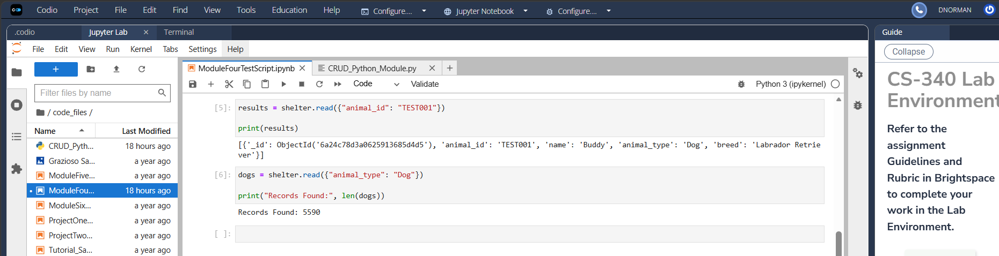 Codio Project File Edit Find View Tools Education Help Configure.... Jupyter Notebook Configure.... DNORMAN
.codio Jupyter Lab Terminal Guide
File Edit View Run Kernel Tabs Settings Help
Collapse
ModuleFourTestScript.ipynb CRUD_Python_Module.py
Code Validate Python 3 (ipykernel)
Filter files by name
/ code_files /
Name Last Modified
CRUD_Pyth... 18 hours ago
Grazioso Sa... a year ago
ModuleFive... a year ago
ModuleFou... 18 hours ago
ModuleSix... a year ago
ProjectOne... a year ago
ProjectTwo... a year ago
Tutorial_Sa... a year ago
[5]: results = shelter.read({"animal_id": "TEST001"})
print(results)
[{'_id': ObjectId('6a24c78d3a0625913685d4d5'), 'animal_id': 'TEST001', 'name': 'Buddy', 'animal_type': 'Dog', 'breed': 'Labrador Retrie
ver'}]
[6]: dogs = shelter.read({"animal_type": "Dog"})
print("Records Found:", len(dogs))
Records Found: 5590
[ ]:
CS-340 Lab
Environment
Refer to the
assignment
Guidelines and
Rubric in Brightspace
to complete your
work in the Lab
Environment.